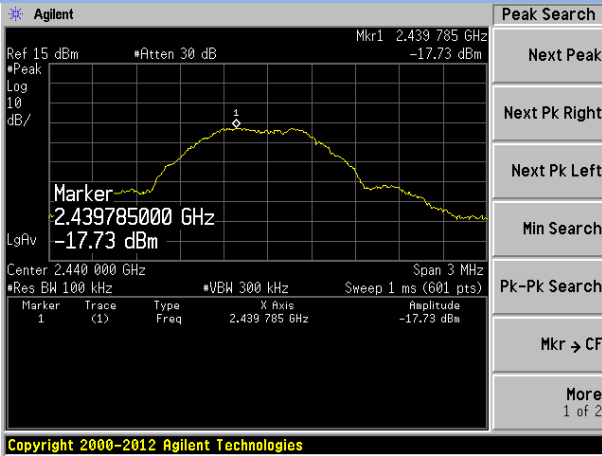 Agilent
Peak Search
Mkr1 2.439 785 GHz
Ref 15 dBm #Atten 30 dB -17.73 dBm
#Peak
Log
10
dB/
1
Marker
2.439785000 GHz
-17.73 dBm
LgAv
Center 2.440 000 GHz Span 3 MHz
#Res BW 100 kHz #VBW 300 kHz Sweep 1 ms (601 pts)
Marker Trace Type X Axis Amplitude
1 (1) Freq 2.439 785 GHz -17.73 dBm
Next Peak
Next Pk Right
Next Pk Left
Min Search
Pk-Pk Search
Mkr → CF
More
1 of 2
Copyright 2000-2012 Agilent Technologies